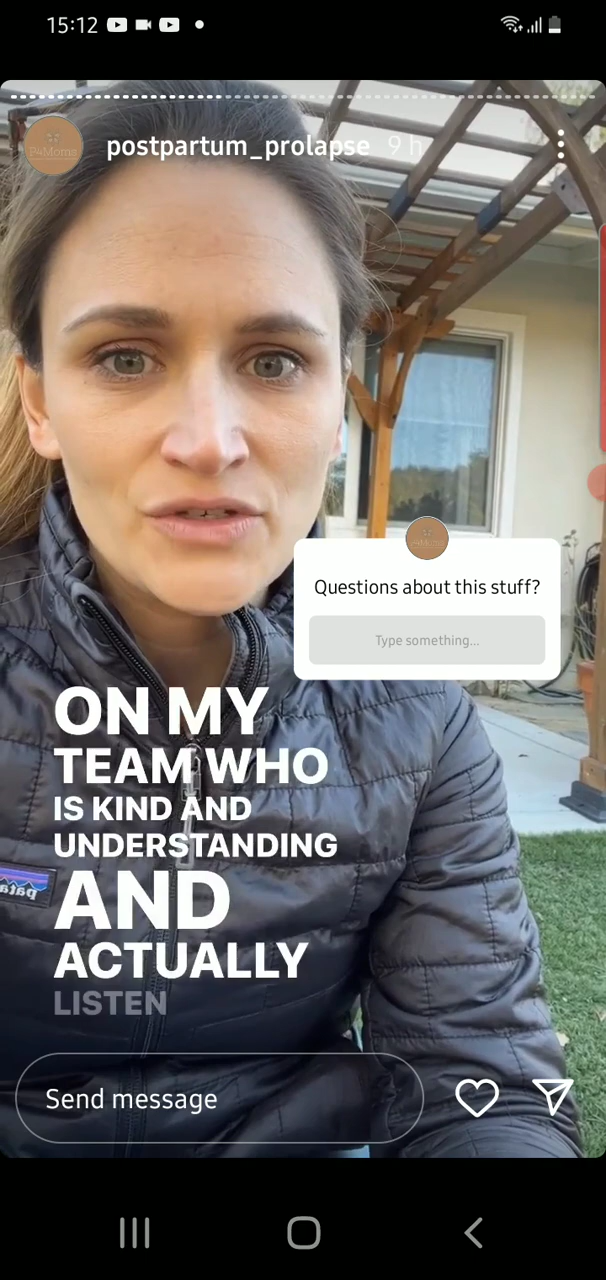 15:12
postpartum_prolapse 9 h
P4Moms
Questions about this stuff?
Type something...
ON MY
TEAM WHO
IS KIND AND
UNDERSTANDING
AND
ACTUALLY
LISTEN
Send message